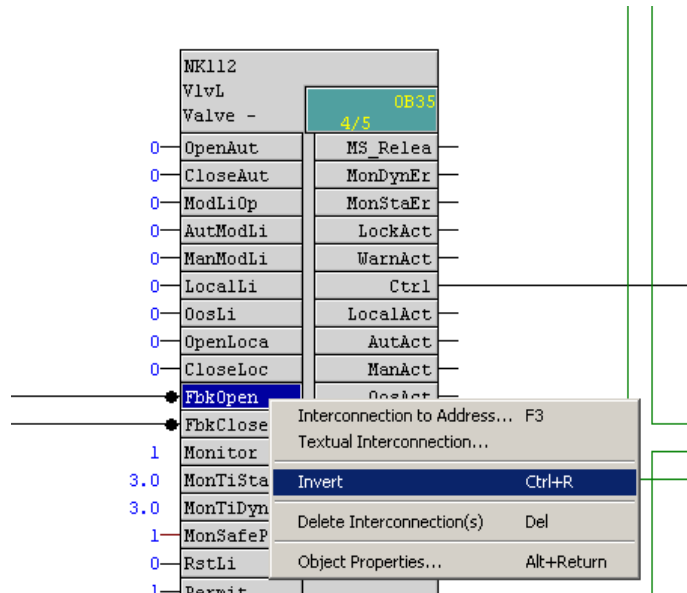 NK112
VlvL
Valve -
OB35
4/5
0 OpenAut MS_Relea
0 CloseAut MonDynEr
0 ModLiOp MonStaEr
0 AutModLi LockAct
0 ManModLi WarnAct
0 LocalLi Ctrl
0 OosLi LocalAct
0 OpenLoca AutAct
0 CloseLoc ManAct
FbkOpen OosAct
FbkClose
1 Monitor
3.0 MonTiSta
3.0 MonTiDyn
1 MonSafeP
0 RstLi
1 Permit
Interconnection to Address... F3
Textual Interconnection...
Invert Ctrl+R
Delete Interconnection(s) Del
Object Properties... Alt+Return